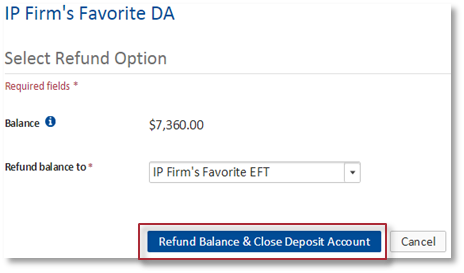 IP Firm's Favorite DA
Select Refund Option
Required fields *
Balance $7,360.00
Refund balance to * IP Firm's Favorite EFT
Refund Balance & Close Deposit Account Cancel